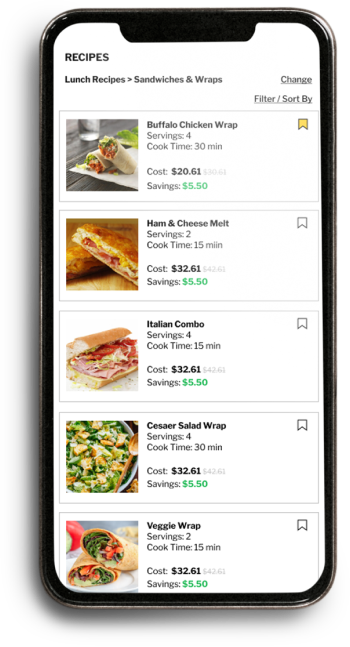 RECIPES
Lunch Recipes > Sandwiches & Wraps Change
Filter / Sort By
Buffalo Chicken Wrap
Servings: 4
Cook Time: 30 min
Cost: $20.61 $30.61
Savings: $5.50
Ham & Cheese Melt
Servings: 2
Cook Time: 15 miin
Cost: $32.61 $42.61
Savings: $5.50
Italian Combo
Servings: 4
Cook Time: 15 min
Cost: $32.61 $42.61
Savings: $5.50
Cesaer Salad Wrap
Servings: 4
Cook Time: 30 min
Cost: $32.61 $42.61
Savings: $5.50
Veggie Wrap
Servings: 2
Cook Time: 15 min
Cost: $32.61 $42.61
Savings: $5.50